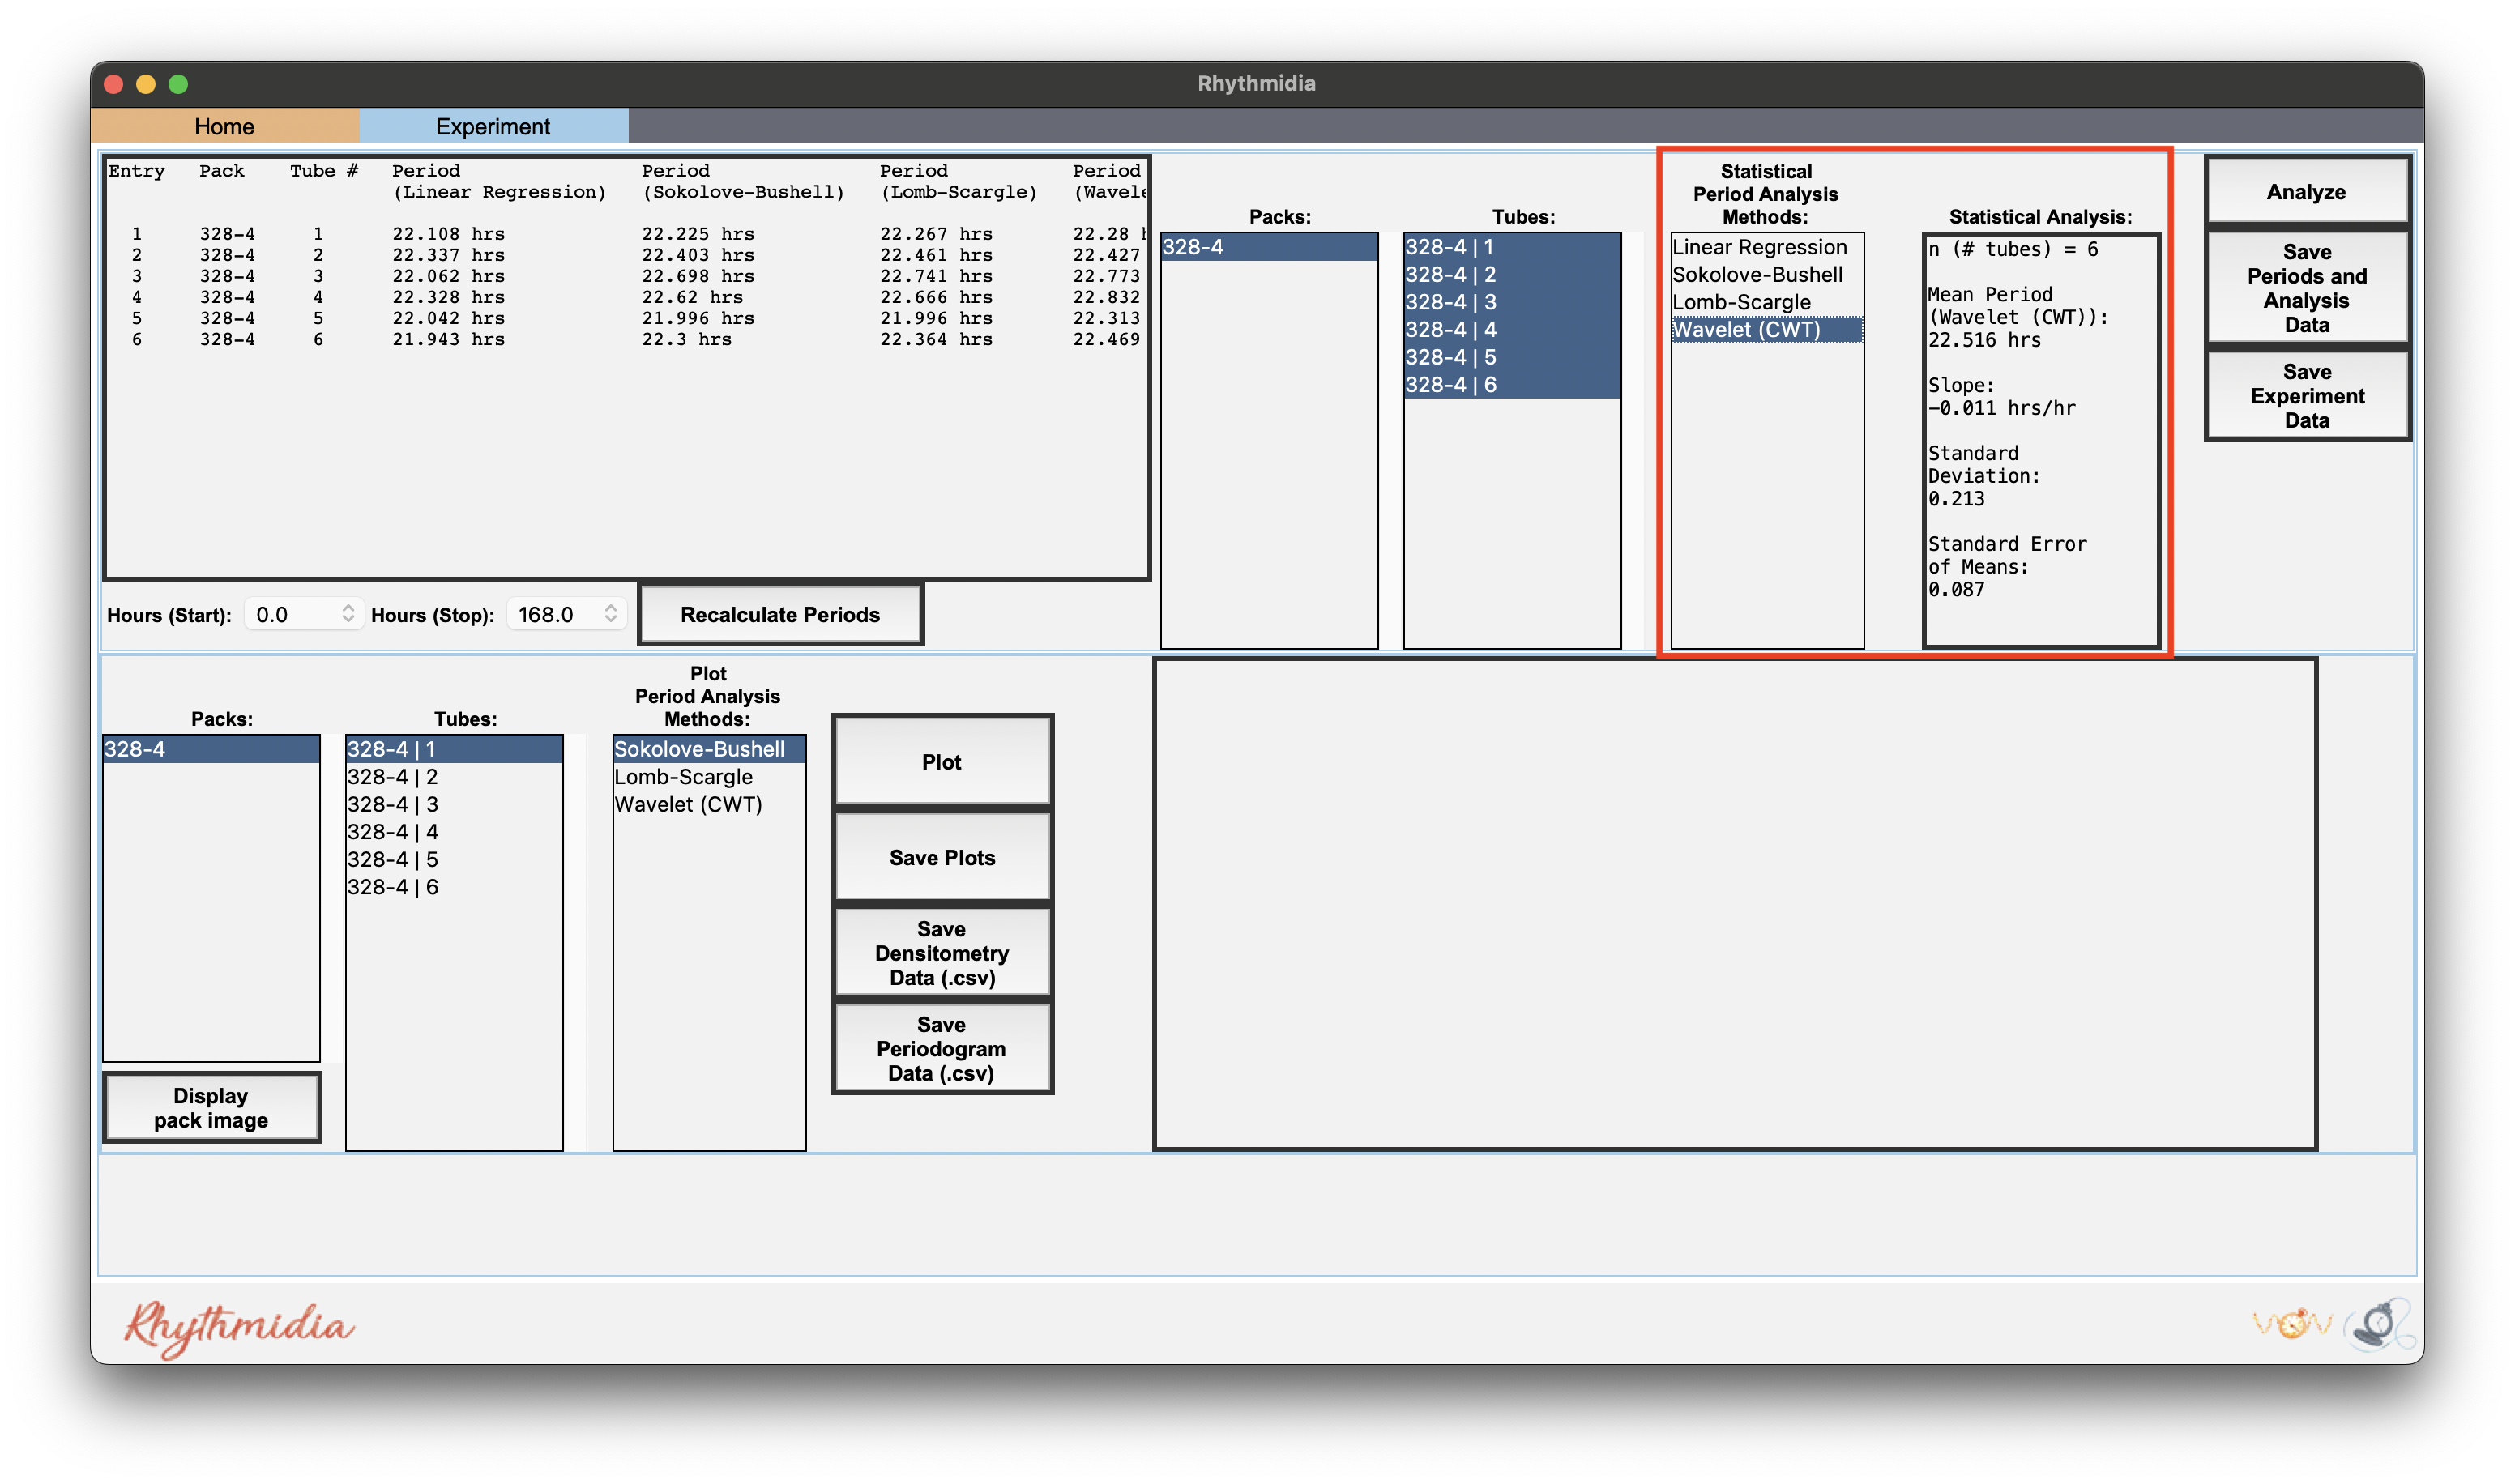 Rhythmidia
Home Experiment
Entry Pack Tube # Period Period Period Period
(Linear Regression) (Sokolove-Bushell) (Lomb-Scargle)
1 328-4 1 22.108 hrs 22.225 hrs 22.267 hrs 22.28
2 328-4 2 22.337 hrs 22.403 hrs 22.461 hrs 22.427
3 328-4 3 22.062 hrs 22.698 hrs 22.741 hrs 22.773
4 328-4 4 22.328 hrs 22.62 hrs 22.666 hrs 22.832
5 328-4 5 22.042 hrs 21.996 hrs 21.996 hrs 22.313
6 328-4 6 21.943 hrs 22.3 hrs 22.364 hrs 22.469
Hours (Start): 0.0 Hours (Stop): 168.0 Recalculate Periods
Packs:
328-4
Tubes:
328-4 | 1
328-4 | 2
328-4 | 3
328-4 | 4
328-4 | 5
328-4 | 6
Statistical
Period Analysis
Methods:
Linear Regression
Sokolove-Bushell
Lomb-Scargle
Wavelet (CWT)
Statistical Analysis:
n (# tubes) = 6
Mean Period
(Wavelet (CWT)):
22.516 hrs
Slope:
-0.011 hrs/hr
Standard
Deviation:
0.213
Standard Error
of Means:
0.087
Analyze
Save
Periods and
Analysis
Data
Save
Experiment
Data
Packs:
328-4
Display
pack image
Tubes:
328-4 | 1
328-4 | 2
328-4 | 3
328-4 | 4
328-4 | 5
328-4 | 6
Plot
Period Analysis
Methods:
Sokolove-Bushell
Lomb-Scargle
Wavelet (CWT)
Plot
Save Plots
Save
Densitometry
Data (.csv)
Save
Periodogram
Data (.csv)
Rhythmidia